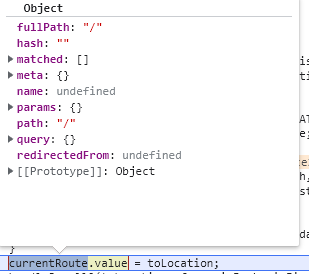 Object
fullPath: "/"
hash: ""
matched: []
meta: {}
name: undefined
params: {}
path: "/"
query: {}
redirectedFrom: undefined
[[Prototype]]: Object
}
currentRoute.value = toLocation;